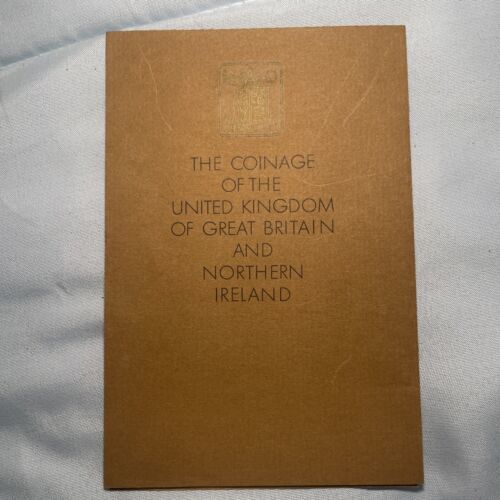 THE COINAGE
OF THE
UNITED KINGDOM
OF GREAT BRITAIN
AND
NORTHERN
IRELAND